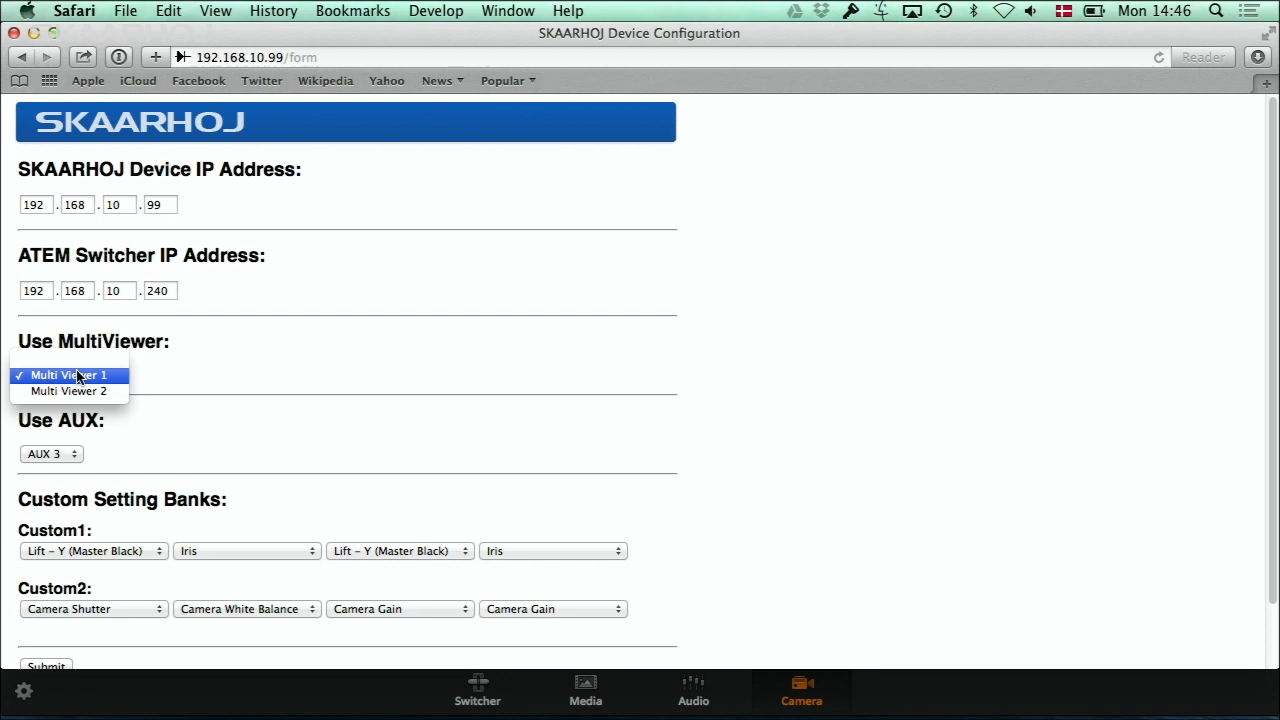 Safari File Edit View History Bookmarks Develop Window Help Mon 14:46
SKAARHOJ Device Configuration
192.168.10.99/form Reader
Apple iCloud Facebook Twitter Wikipedia Yahoo News Popular
SKAARHOJ
SKAARHOJ Device IP Address:
192 . 168 . 10 . 99
ATEM Switcher IP Address:
192 . 168 . 10 . 240
Use MultiViewer:
✓ Multi Viewer 1
Multi Viewer 2
Use AUX:
AUX 3
Custom Setting Banks:
Custom1:
Lift - Y (Master Black) Iris Lift - Y (Master Black) Iris
Custom2:
Camera Shutter Camera White Balance Camera Gain Camera Gain
Submit
Switcher Media Audio Camera